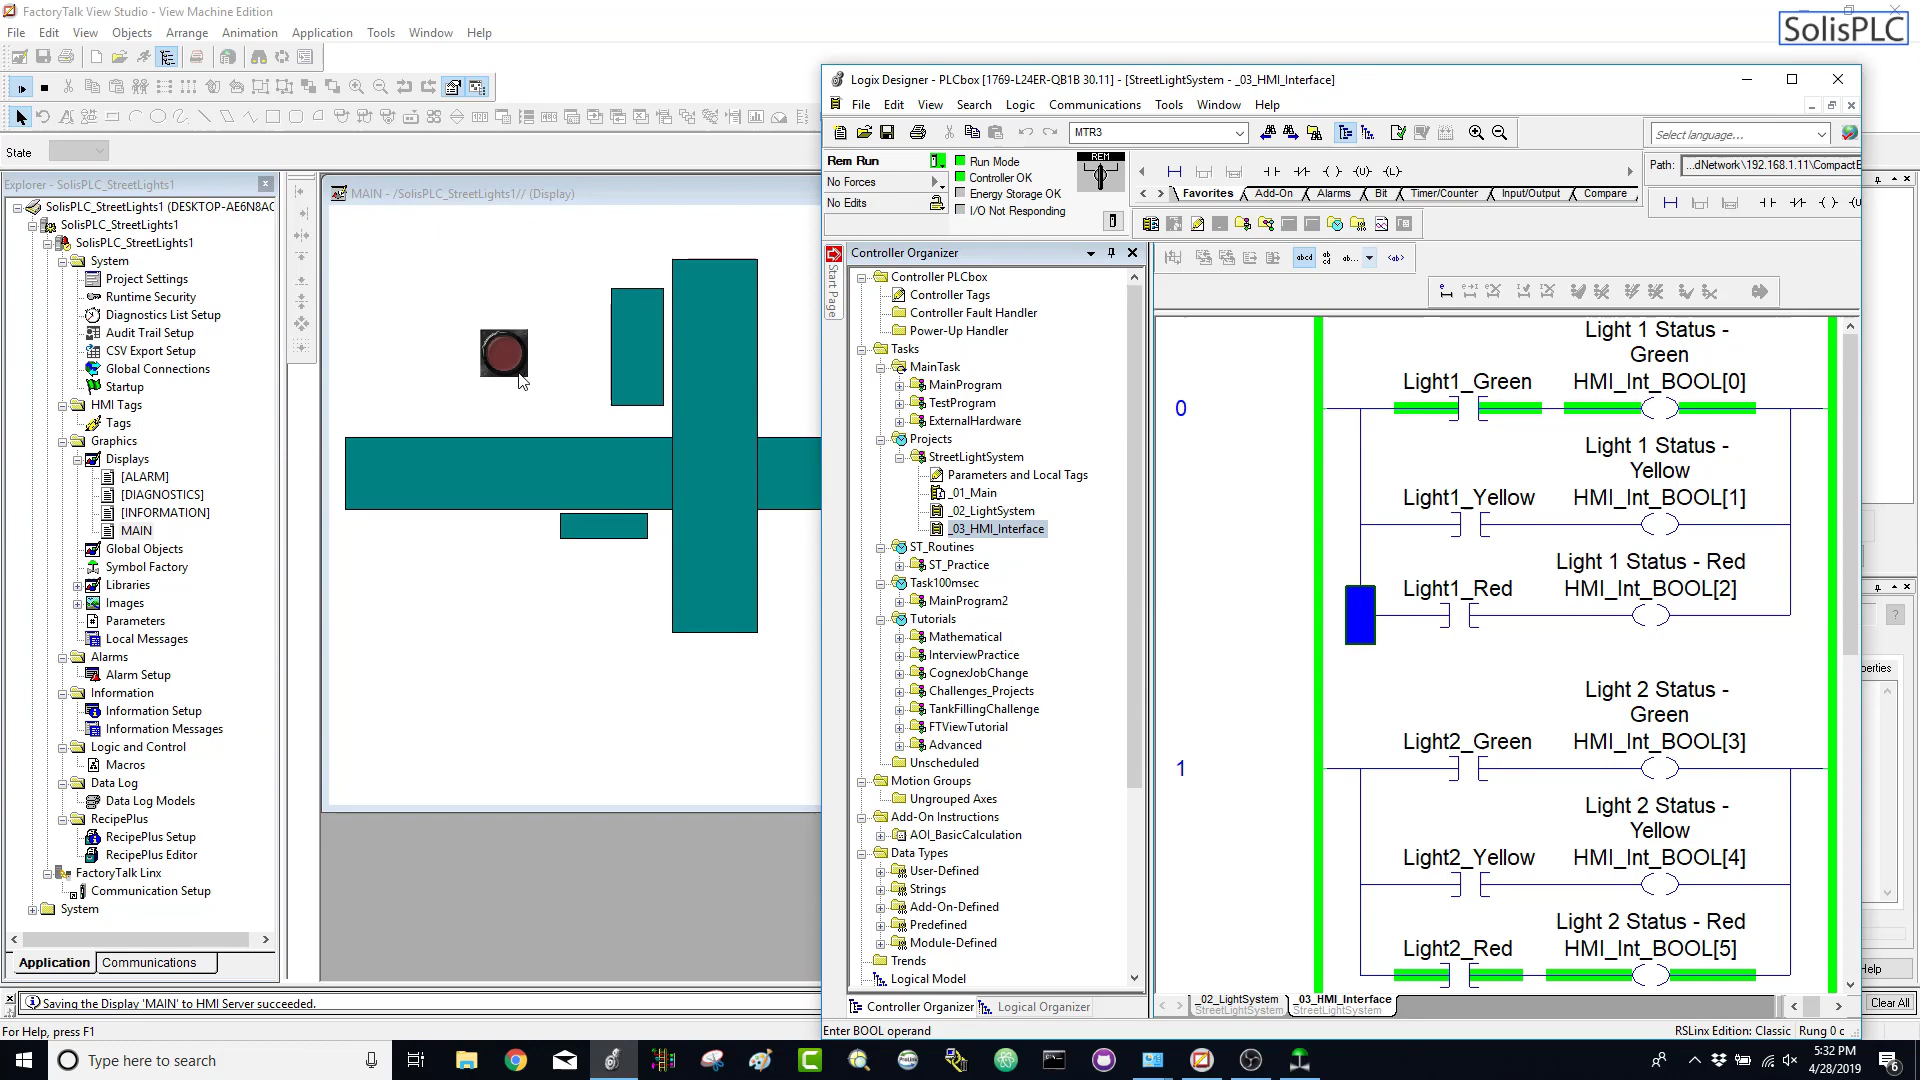 FactoryTalk View Studio - View Machine Edition
File Edit View Objects Arrange Animation Application Tools Window Help
SolisPLC
State
Explorer - SolisPLC_StreetLights1
SolisPLC_StreetLights1 (DESKTOP-AE6N8AO
SolisPLC_StreetLights1
SolisPLC_StreetLights1
System
Project Settings
Runtime Security
Diagnostics List Setup
Audit Trail Setup
CSV Export Setup
Global Connections
Startup
HMI Tags
Tags
Graphics
Displays
[ALARM]
[DIAGNOSTICS]
[INFORMATION]
MAIN
Global Objects
Symbol Factory
Libraries
Images
Parameters
Local Messages
Alarms
Alarm Setup
Information
Information Setup
Information Messages
Logic and Control
Macros
Data Log
Data Log Models
RecipePlus
RecipePlus Setup
RecipePlus Editor
FactoryTalk Linx
Communication Setup
System
Application Communications
Saving the Display 'MAIN' to HMI Server succeeded.
For Help, press F1
MAIN - /SolisPLC_StreetLights1// (Display)
Logix Designer - PLCbox [1769-L24ER-QB1B 30.11] - [StreetLightSystem - _03_HMI_Interface]
File Edit View Search Logic Communications Tools Window Help
MTR3
Select language...
Rem Run
No Forces
No Edits
Run Mode
Controller OK
Energy Storage OK
I/O Not Responding
REM
Path: ...dNetwork\192.168.1.11\CompactB
Favorites Add-On Alarms Bit Timer/Counter Input/Output Compare
Start Page
Controller Organizer
Controller PLCbox
Controller Tags
Controller Fault Handler
Power-Up Handler
Tasks
MainTask
MainProgram
TestProgram
ExternalHardware
Projects
StreetLightSystem
Parameters and Local Tags
_01_Main
_02_LightSystem
_03_HMI_Interface
ST_Routines
ST_Practice
Task100msec
MainProgram2
Tutorials
Mathematical
InterviewPractice
CognexJobChange
Challenges_Projects
TankFillingChallenge
FTViewTutorial
Advanced
Unscheduled
Motion Groups
Ungrouped Axes
Add-On Instructions
AOI_BasicCalculation
Data Types
User-Defined
Strings
Add-On-Defined
Predefined
Module-Defined
Trends
Logical Model
Controller Organizer Logical Organizer
Enter BOOL operand
Light 1 Status -
Green
Light1_Green HMI_Int_BOOL[0]
0
Light 1 Status -
Yellow
Light1_Yellow HMI_Int_BOOL[1]
Light 1 Status - Red
Light1_Red HMI_Int_BOOL[2]
Light 2 Status -
Green
Light2_Green HMI_Int_BOOL[3]
1
Light 2 Status -
Yellow
Light2_Yellow HMI_Int_BOOL[4]
Light 2 Status - Red
Light2_Red HMI_Int_BOOL[5]
_02_LightSystem
StreetLightSystem
_03_HMI_Interface
StreetLightSystem
RSLinx Edition: Classic Rung 0 c
perties
Help
Clear All
Type here to search
5:32 PM
4/28/2019
6